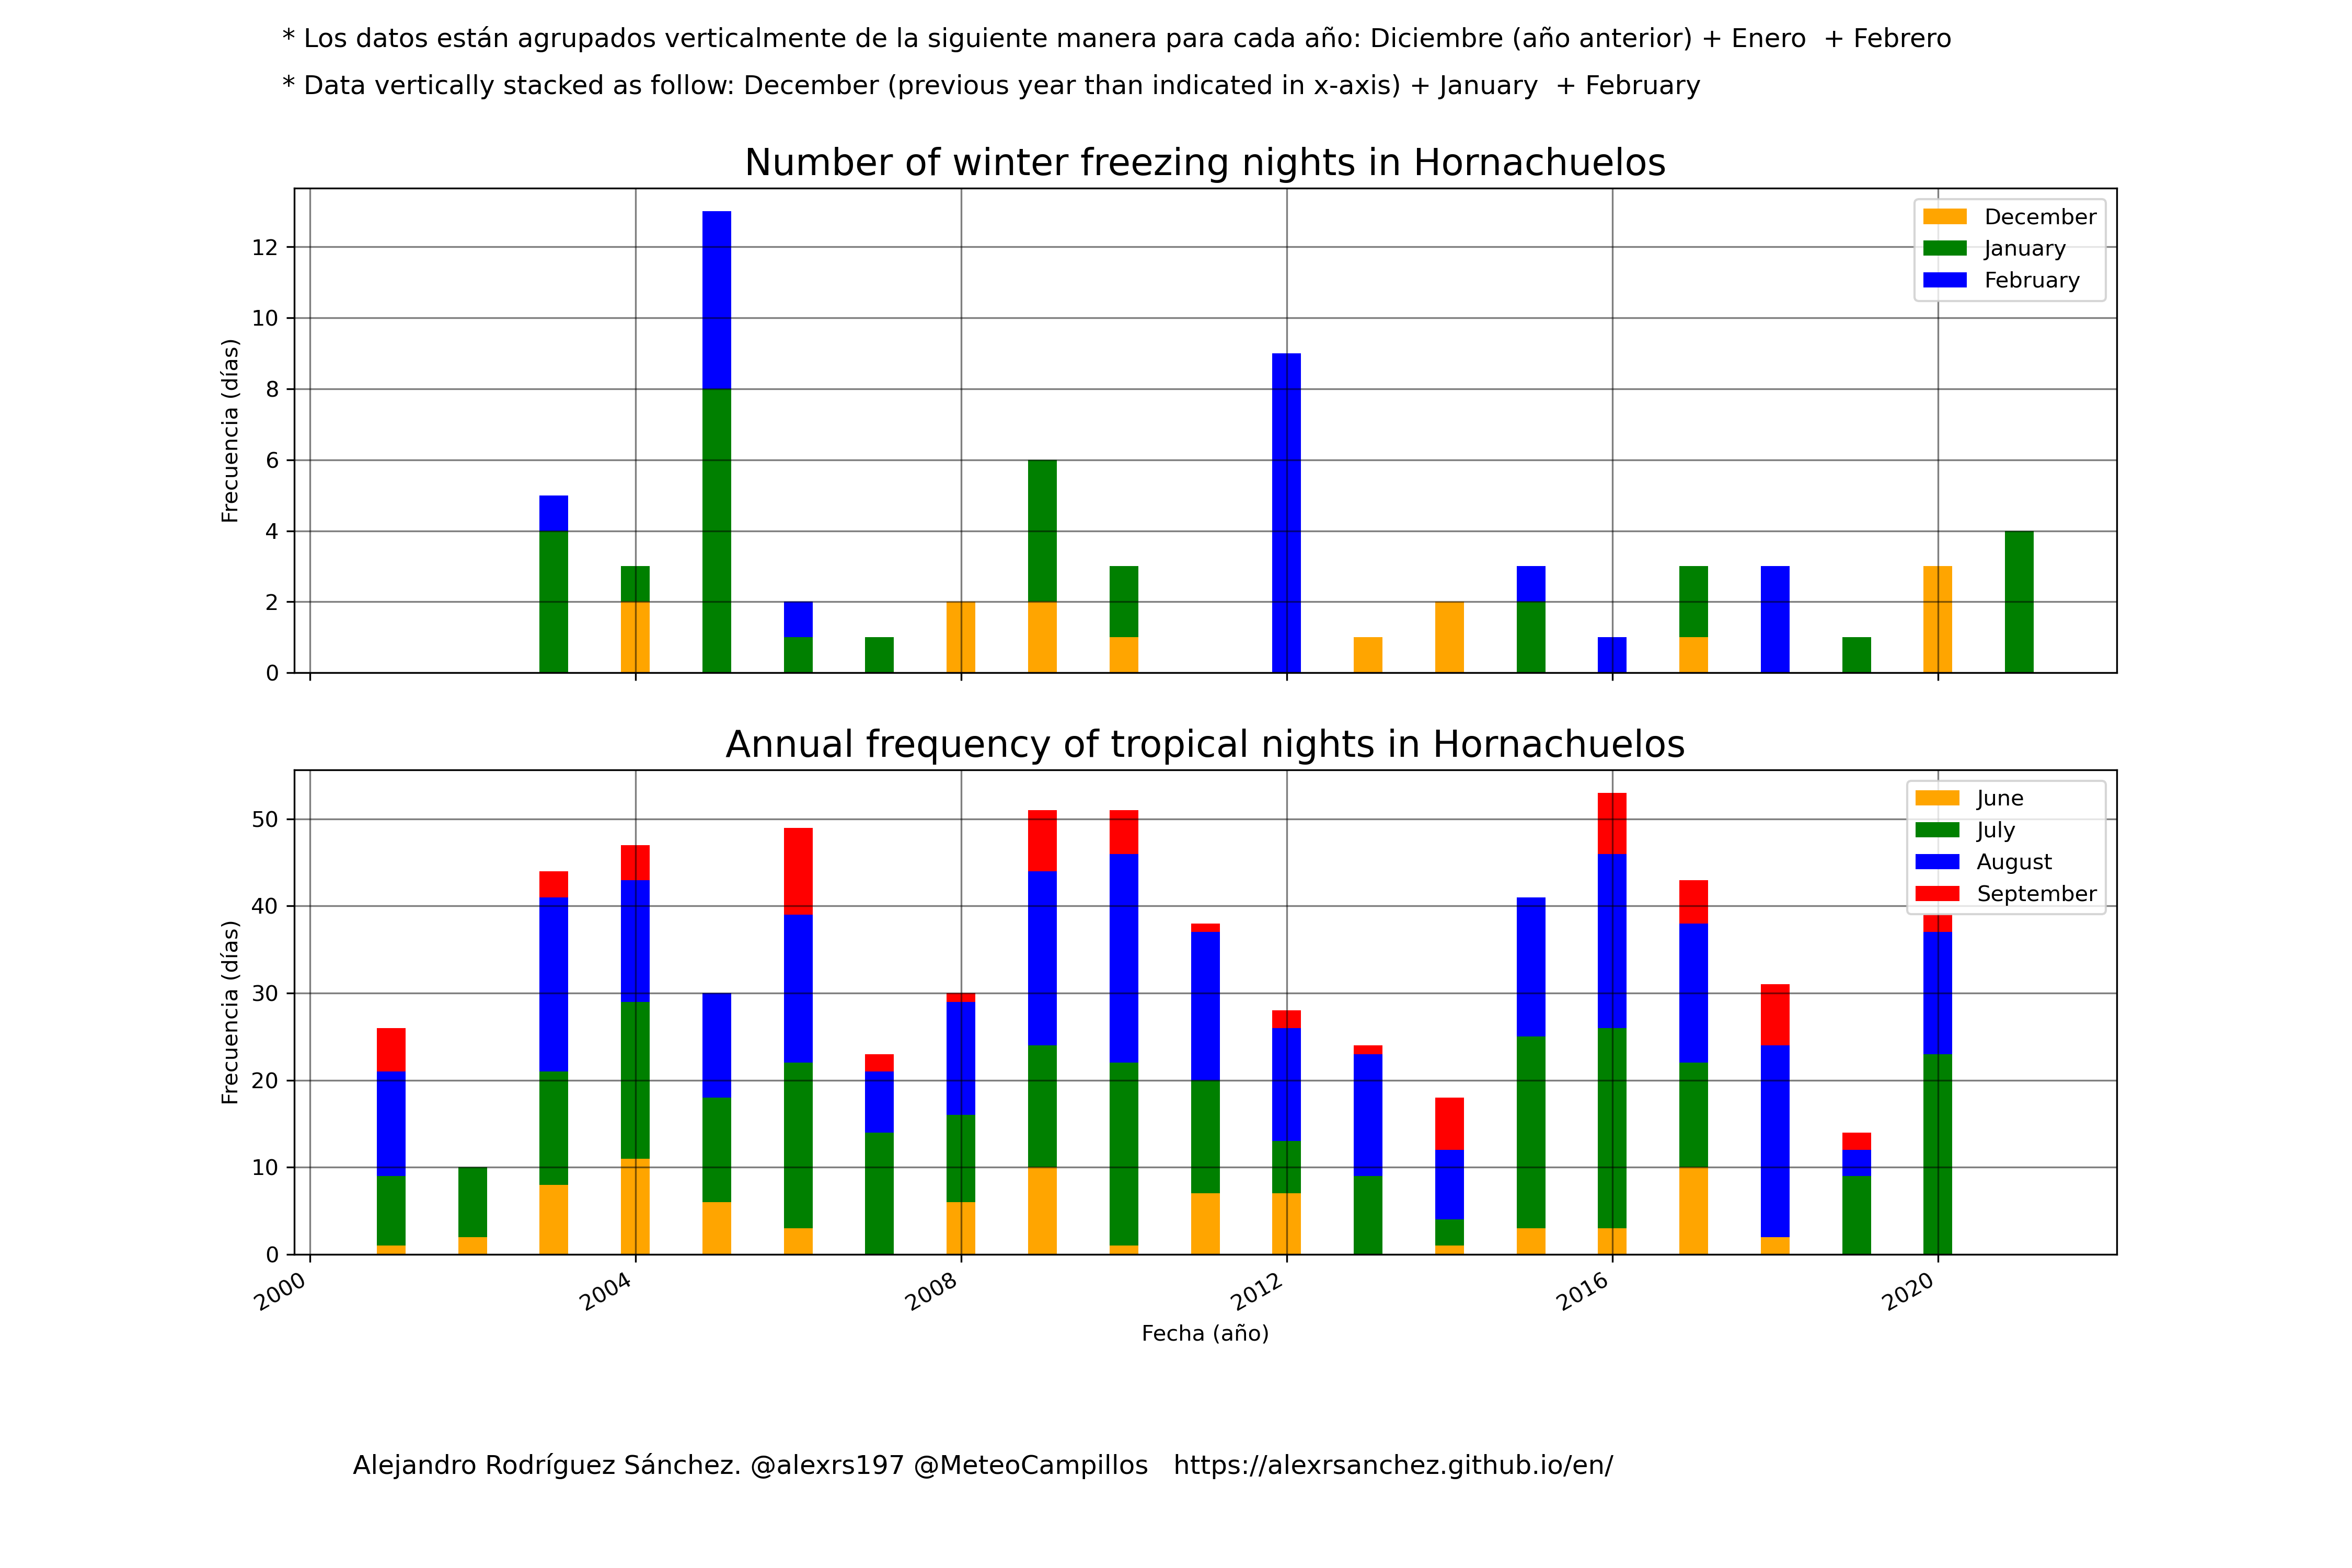 * Los datos están agrupados verticalmente de la siguiente manera para cada año: Diciembre (año anterior) + Enero  + Febrero
* Data vertically stacked as follow: December (previous year than indicated in x-axis) + January  + February
Number of winter freezing nights in Hornachuelos
Frecuencia (días)
12
10
8
6
4
2
0
December
January
February
Annual frequency of tropical nights in Hornachuelos
Frecuencia (días)
50
40
30
20
10
0
June
July
August
September
2000
2004
2008
2012
2016
2020
Fecha (año)
Alejandro Rodríguez Sánchez. @alexrs197 @MeteoCampillos   https://alexrsanchez.github.io/en/